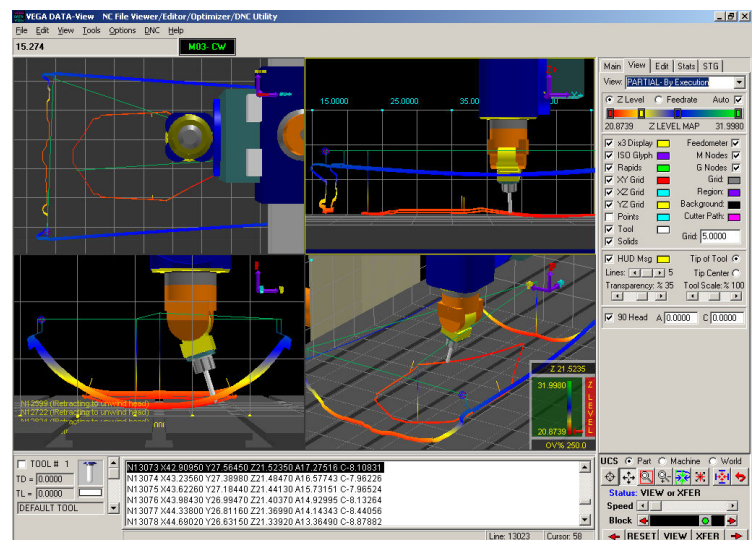 VEGA DATA-View NC File Viewer/Editor/Optimizer/DNC Utility
File Edit View Tools Options DNC Help
15.274
M03- CW
15.0000 25.0000 35.00
N12722 (!Retracting to unwind head)
Z 21.5235
31.9980
20.8739
Z LEVEL
OV% 250.0
Main View Edit Stats STG
View: PARTIAL- By Execution
Z Level Feedrate Auto
20.8739 Z LEVEL MAP 31.9980
x3 Display Feedometer
ISO Glyph M Nodes
Rapids G Nodes
XY Grid Grid:
XZ Grid Region:
YZ Grid Background:
Points Cutter Path:
Tool
Solids Grid: 5.0000
HUD Msg Tip of Tool
Lines: 5 Tip Center
Transparency: % 35 Tool Scale: % 100
90 Head A 0.0000 C 0.0000
TOOL # 1
TD = 0.0000
TL = 0.0000
DEFAULT TOOL
N13073 X42.90950 Y27.56450 Z21.52350 A17.27516 C-8.10831
N13074 X43.23560 Y27.38980 Z21.48470 A16.57743 C-7.96226
N13075 X43.62260 Y27.18440 Z21.44130 A15.73151 C-7.96524
N13076 X43.98430 Y26.99470 Z21.40370 A14.92995 C-8.13264
N13077 X44.33800 Y26.81160 Z21.36990 A14.14343 C-8.44056
N13078 X44.69020 Y26.63150 Z21.33920 A13.36490 C-8.87882
Line: 13023 Cursor: 58
UCS Part Machine World
Status: VIEW or XFER
Speed
Block
RESET VIEW XFER